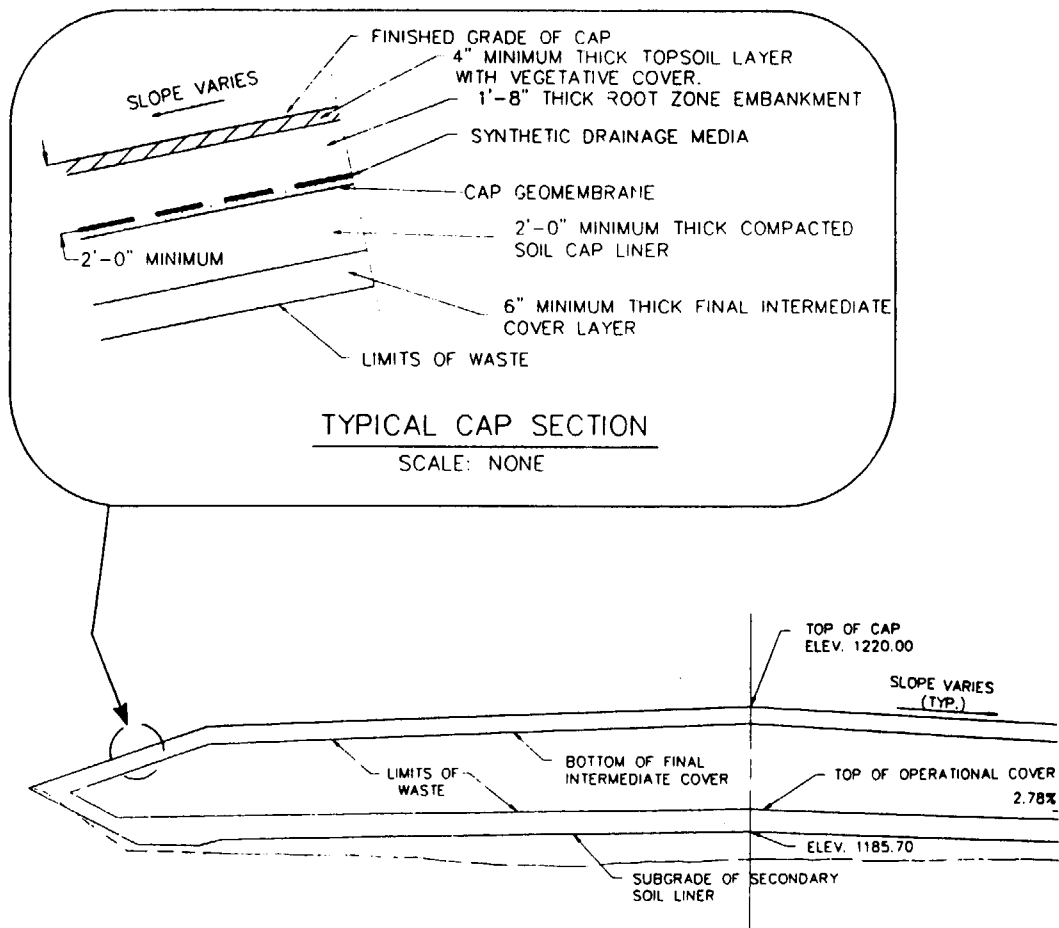 FINISHED GRADE OF CAP
4" MINIMUM THICK TOPSOIL LAYER
WITH VEGETATIVE COVER.
SLOPE VARIES
1'-8" THICK ROOT ZONE EMBANKMENT
SYNTHETIC DRAINAGE MEDIA
CAP GEOMEMBRANE
2'-0" MINIMUM THICK COMPACTED
SOIL CAP LINER
2'-0" MINIMUM
6" MINIMUM THICK FINAL INTERMEDIATE
COVER LAYER
LIMITS OF WASTE
TYPICAL CAP SECTION
SCALE: NONE
TOP OF CAP
ELEV. 1220.00
SLOPE VARIES
(TYP.)
LIMITS OF
WASTE
BOTTOM OF FINAL
INTERMEDIATE COVER
TOP OF OPERATIONAL COVER
2.78%
ELEV. 1185.70
SUBGRADE OF SECONDARY
SOIL LINER